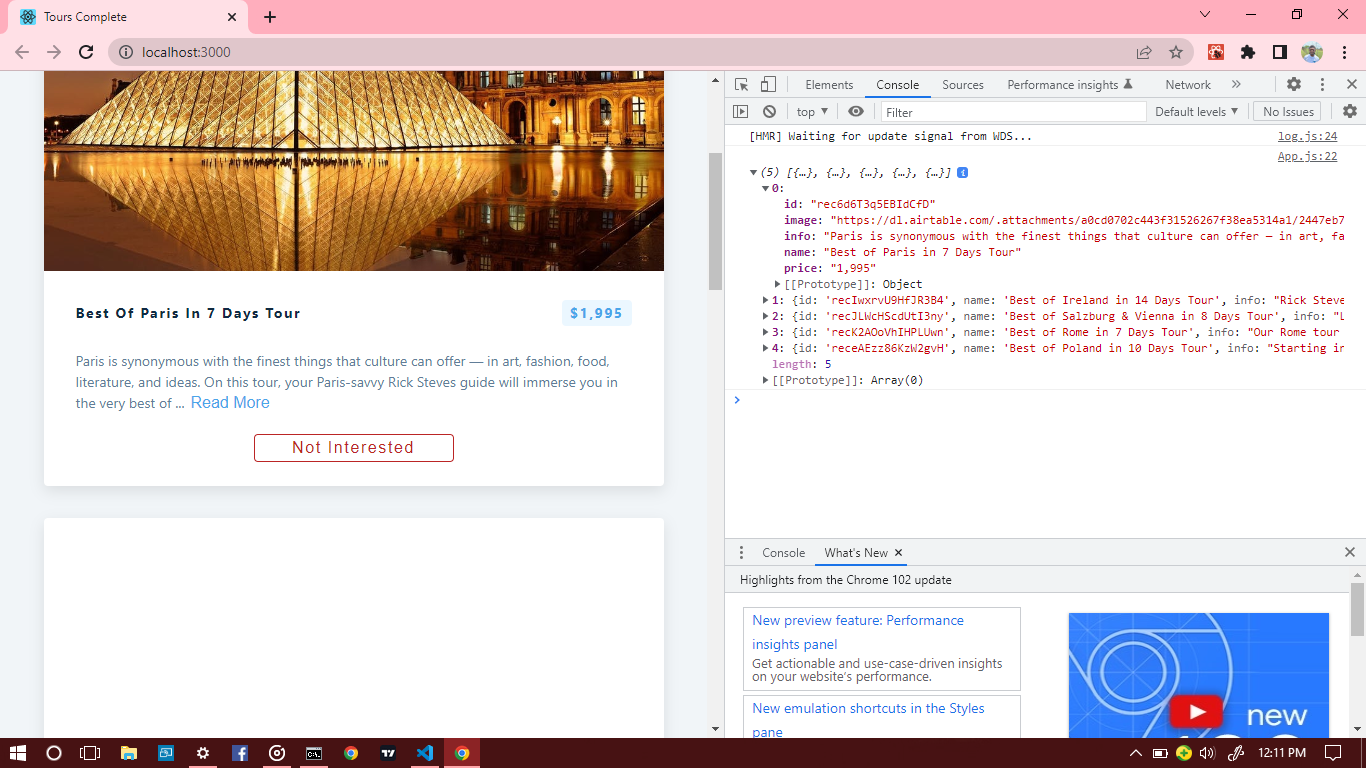 Tours Complete
localhost:3000
Best Of Paris In 7 Days Tour
$1,995
Paris is synonymous with the finest things that culture can offer — in art, fashion, food,
literature, and ideas. On this tour, your Paris-savvy Rick Steves guide will immerse you in
the very best of ... Read More
Not Interested
Elements Console Sources Performance insights Network
top Filter Default levels No Issues
[HMR] Waiting for update signal from WDS... log.js:24
App.js:22
(5) [{…}, {…}, {…}, {…}, {…}] i
0:
id: "rec6d6T3q5EBIdCfD"
image: "https://dl.airtable.com/.attachments/a0cd0702c443f31526267f38ea5314a1/2447eb7
info: "Paris is synonymous with the finest things that culture can offer — in art, fa
name: "Best of Paris in 7 Days Tour"
price: "1,995"
[[Prototype]]: Object
1: {id: 'recIwxrvU9HfJR3B4', name: 'Best of Ireland in 14 Days Tour', info: "Rick Steve
2: {id: 'recJLWcHScdUtI3ny', name: 'Best of Salzburg & Vienna in 8 Days Tour', info: "L
3: {id: 'recK2AOoVhIHPLUwn', name: 'Best of Rome in 7 Days Tour', info: "Our Rome tour
4: {id: 'receAEzz86KzW2gvH', name: 'Best of Poland in 10 Days Tour', info: "Starting in
length: 5
[[Prototype]]: Array(0)
Console What's New
Highlights from the Chrome 102 update
New preview feature: Performance
insights panel
Get actionable and use-case-driven insights
on your website's performance.
New emulation shortcuts in the Styles
pane
new
12:11 PM